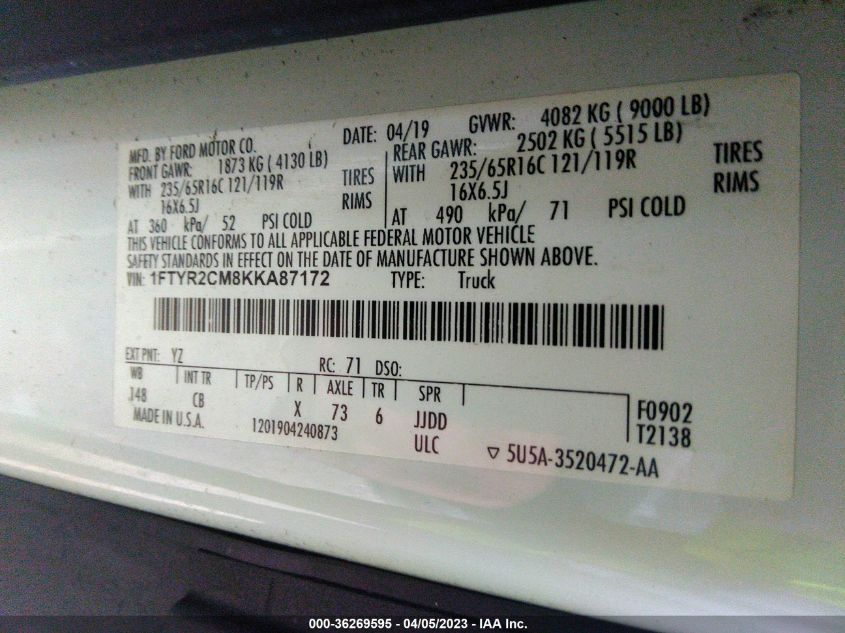 MFD. BY FORD MOTOR CO. DATE: 04/19 GVWR: 4082 KG ( 9000 LB)
FRONT GAWR: 1873 KG ( 4130 LB) REAR GAWR: 2502 KG ( 5515 LB)
WITH 235/65R16C 121/119R TIRES WITH 235/65R16C 121/119R TIRES
16X6.5J RIMS 16X6.5J RIMS
AT 360 kPa/ 52 PSI COLD AT 490 kPa/ 71 PSI COLD
THIS VEHICLE CONFORMS TO ALL APPLICABLE FEDERAL MOTOR VEHICLE
SAFETY STANDARDS IN EFFECT ON THE DATE OF MANUFACTURE SHOWN ABOVE.
VIN: 1FTYR2CM8KKA87172 TYPE: Truck
EXT PNT: YZ RC: 71 DSO:
WB INT TR TP/PS R AXLE TR SPR
148 CB X 73 6 JJDD F0902
MADE IN U.S.A. 1201904240873 ULC T2138
▽ 5U5A-3520472-AA
000-36269595 - 04/05/2023 - IAA Inc.